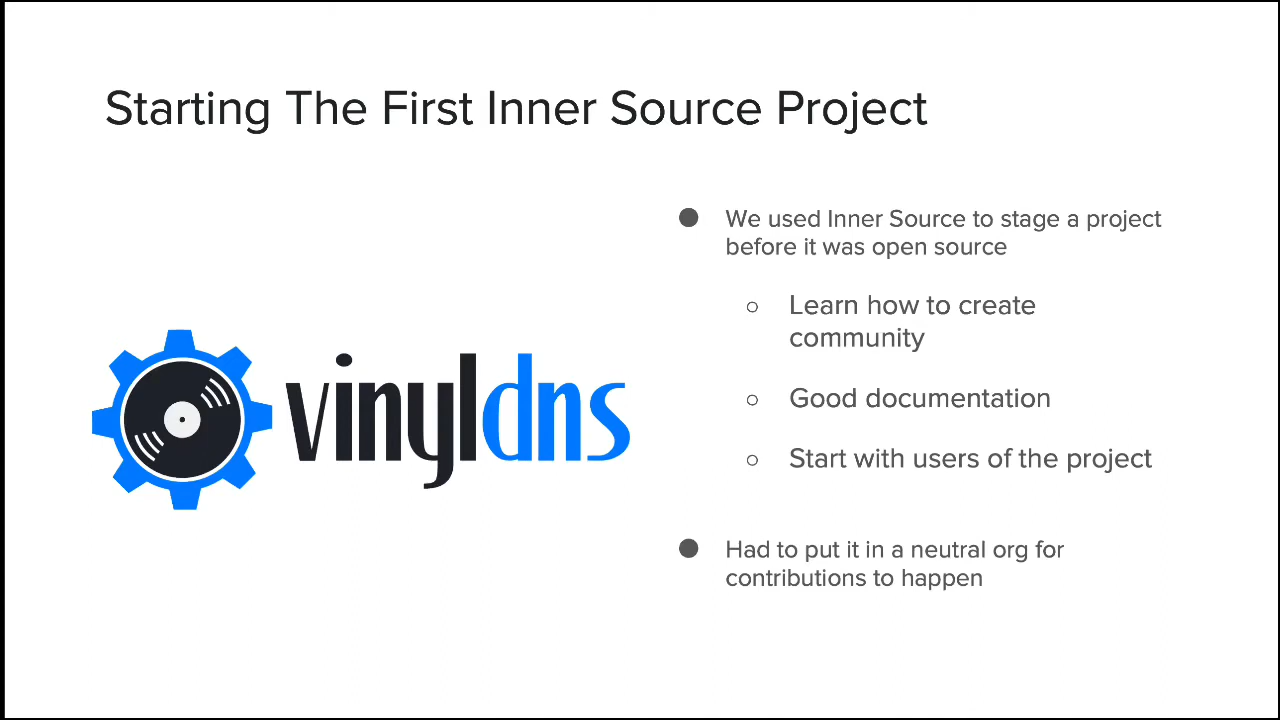 Starting The First Inner Source Project
vinyldns
● We used Inner Source to stage a project
before it was open source
○ Learn how to create
community
○ Good documentation
○ Start with users of the project
● Had to put it in a neutral org for
contributions to happen